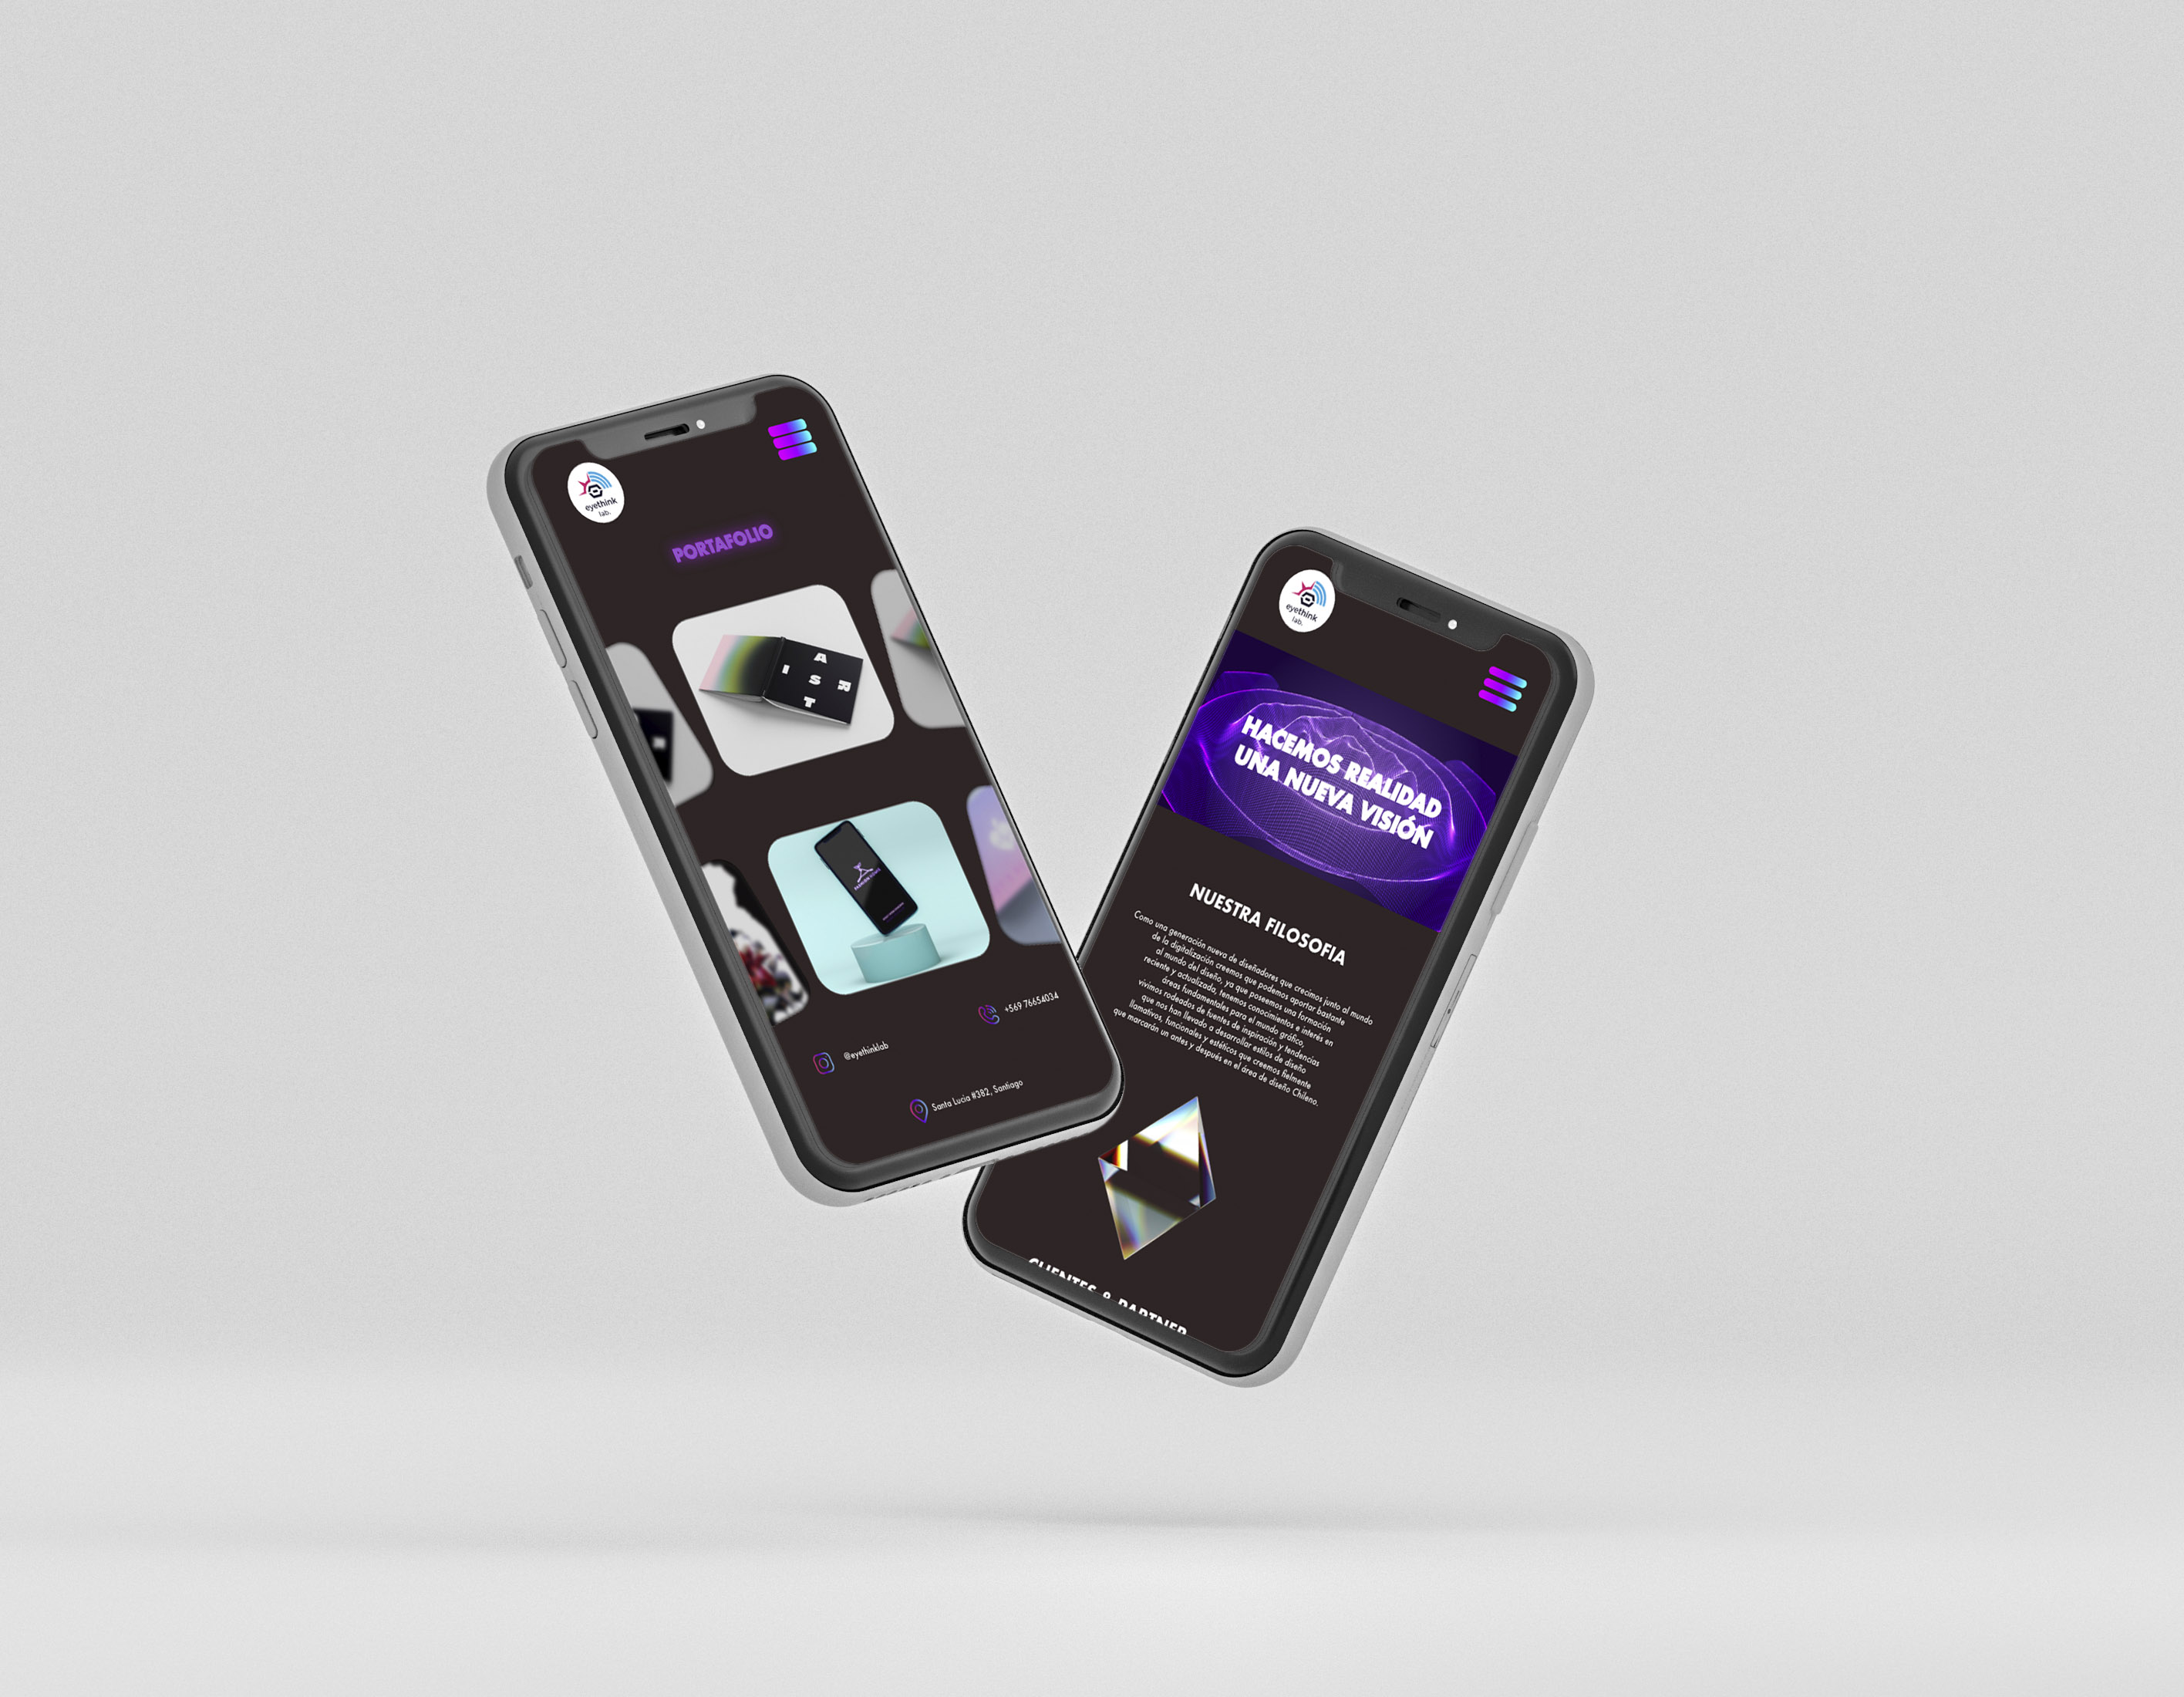 eyethink
lab.
PORTAFOLIO
A
I S R
T
+569 76654034
@eyethinklab
Santa Lucia #382, Santiago
eyethink
lab.
HACEMOS REALIDAD
UNA NUEVA VISIÓN
NUESTRA FILOSOFIA
Como una generación nueva de diseñadores que crecimos junto al mundo
de la digitalización creemos que podemos aportar bastante
al mundo del diseño, ya que poseemos una formación
reciente y actualizada, tenemos conocimientos e interés en
áreas fundamentales para el mundo gráfico,
vivimos rodeados de fuentes de inspiración y tendencias
que nos han llevado a desarrollar estilos de diseño
llamativos, funcionales y estéticos que creemos fielmente
que marcarán un antes y después en el área de diseño Chileno.
CLIENTES & PARTNER